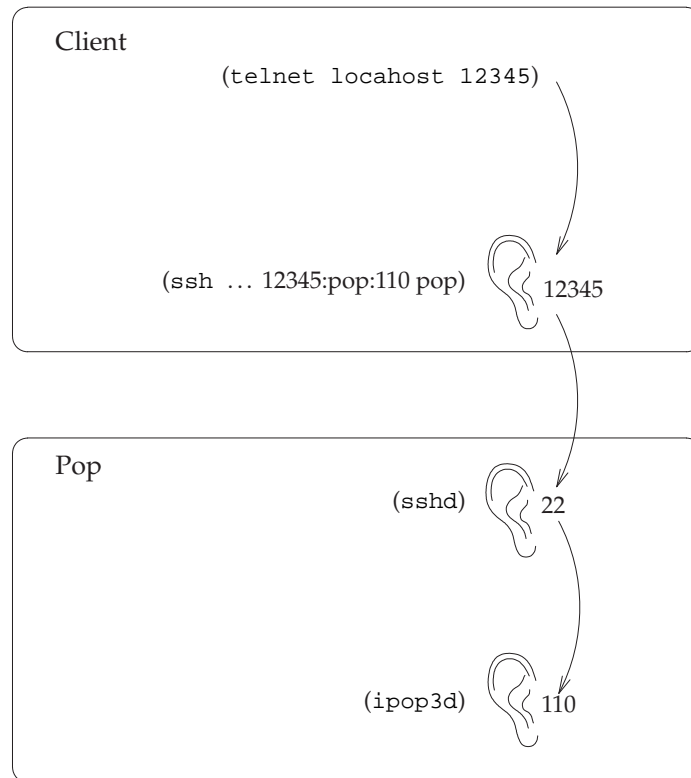 Client
(telnet locahost 12345)
(ssh ... 12345:pop:110 pop)
12345
Pop
(sshd)
22
(ipop3d)
110